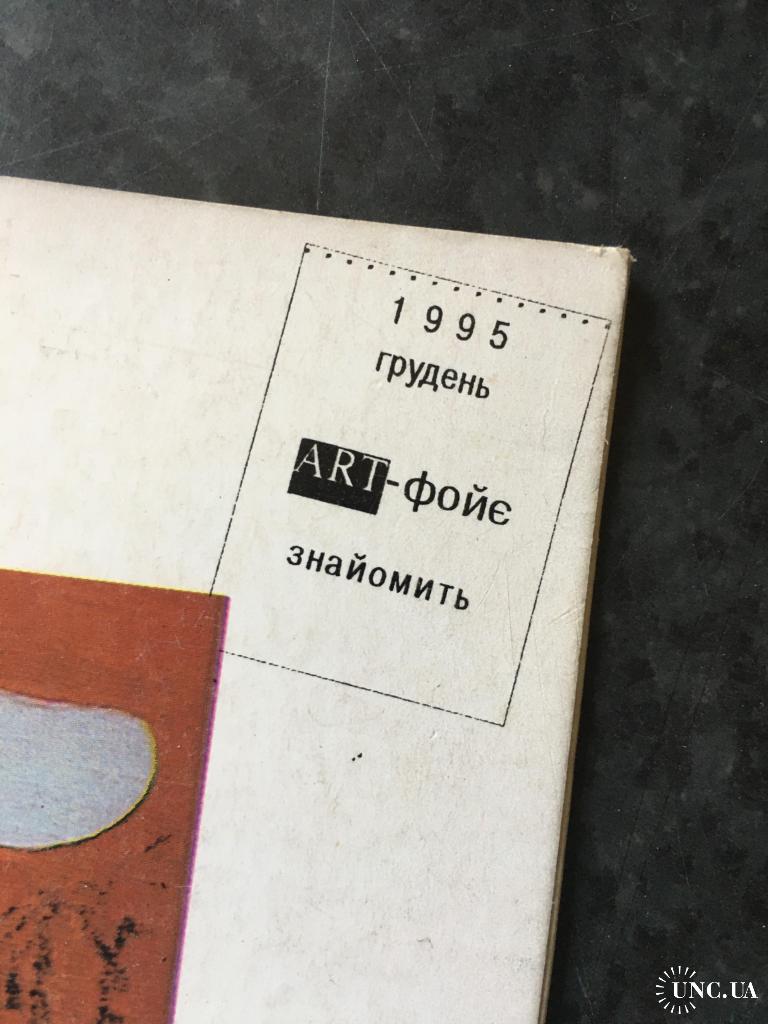 1995
грудень
ART-фойє
знайомить
UNC.UA